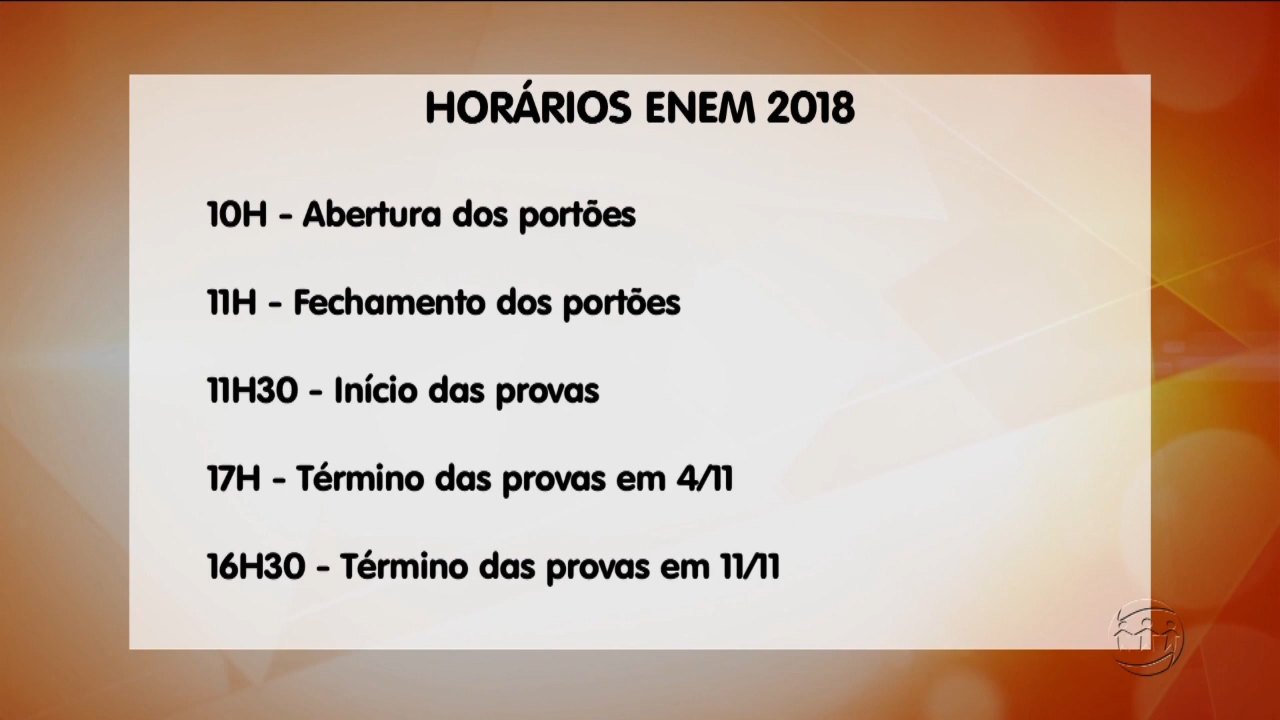 HORÁRIOS ENEM 2018
10H - Abertura dos portões
11H - Fechamento dos portões
11H30 - Início das provas
17H - Término das provas em 4/11
16H30 - Término das provas em 11/11